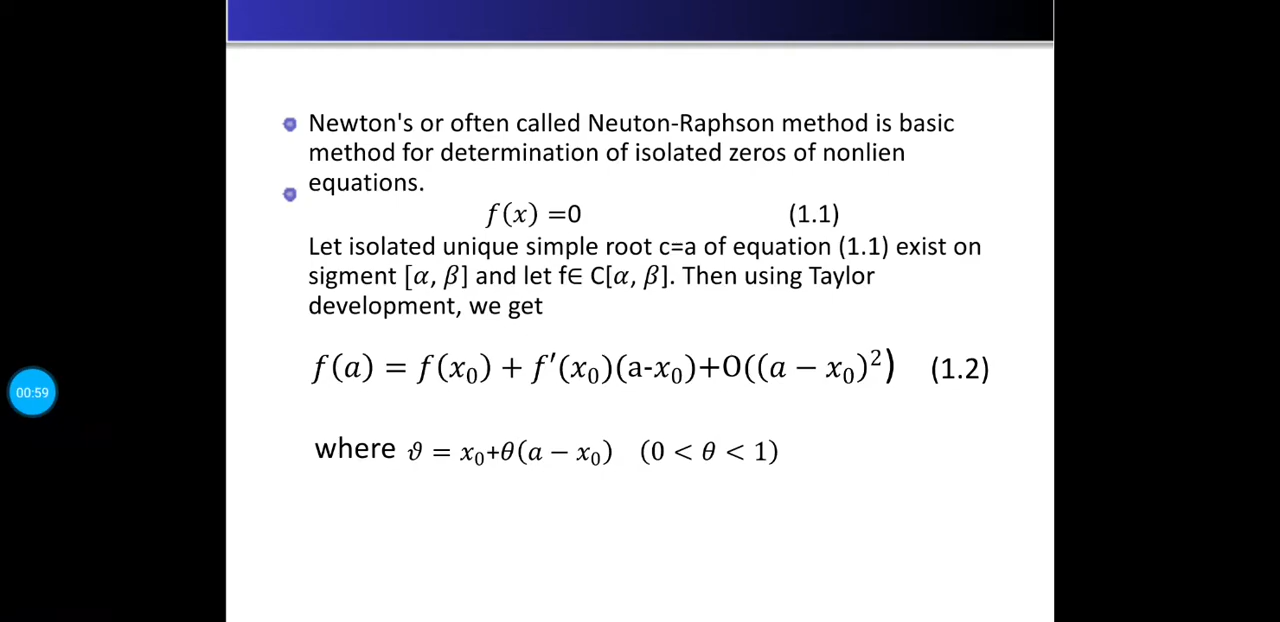 Newton's or often called Neuton-Raphson method is basic
method for determination of isolated zeros of nonlien
equations.
f(x) =0 (1.1)
Let isolated unique simple root c=a of equation (1.1) exist on
sigment [α, β] and let f∈ C[α, β]. Then using Taylor
development, we get
f(a) = f(x₀) + f′(x₀)(a-x₀)+O((a − x₀)²) (1.2)
00:59
where ϑ = x₀+θ(a − x₀) (0 < θ < 1)